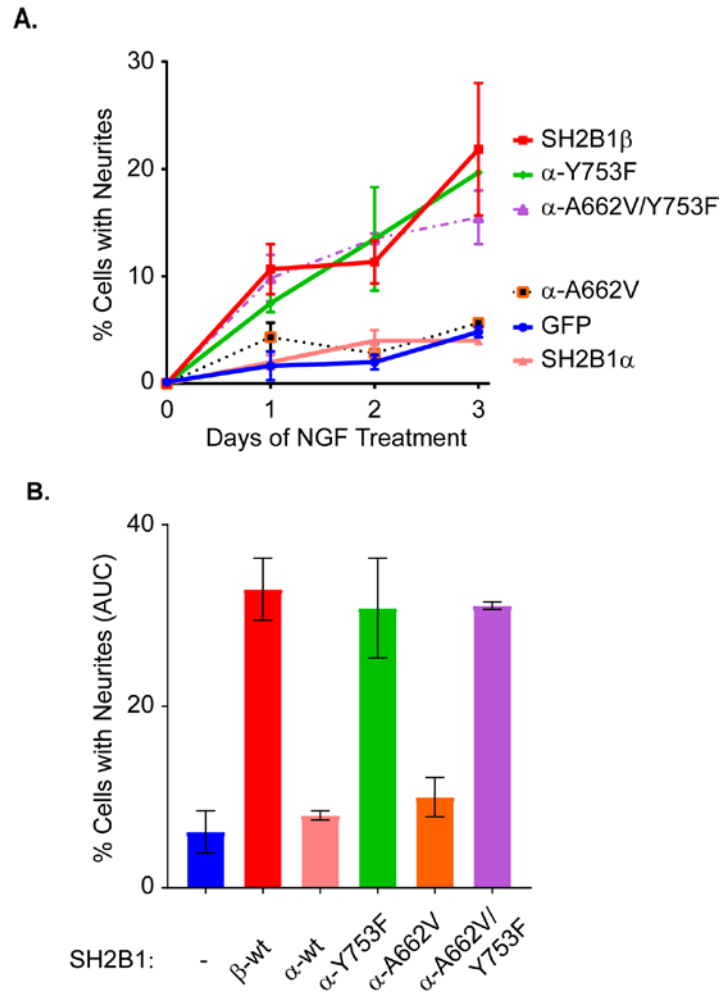 A.
% Cells with Neurites
30
20
10
0
0 1 2 3
Days of NGF Treatment
SH2B1β
α-Y753F
α-A662V/Y753F
α-A662V
GFP
SH2B1α
B.
% Cells with Neurites (AUC)
40
20
0
SH2B1: - β-wt α-wt α-Y753F α-A662V α-A662V/
Y753F